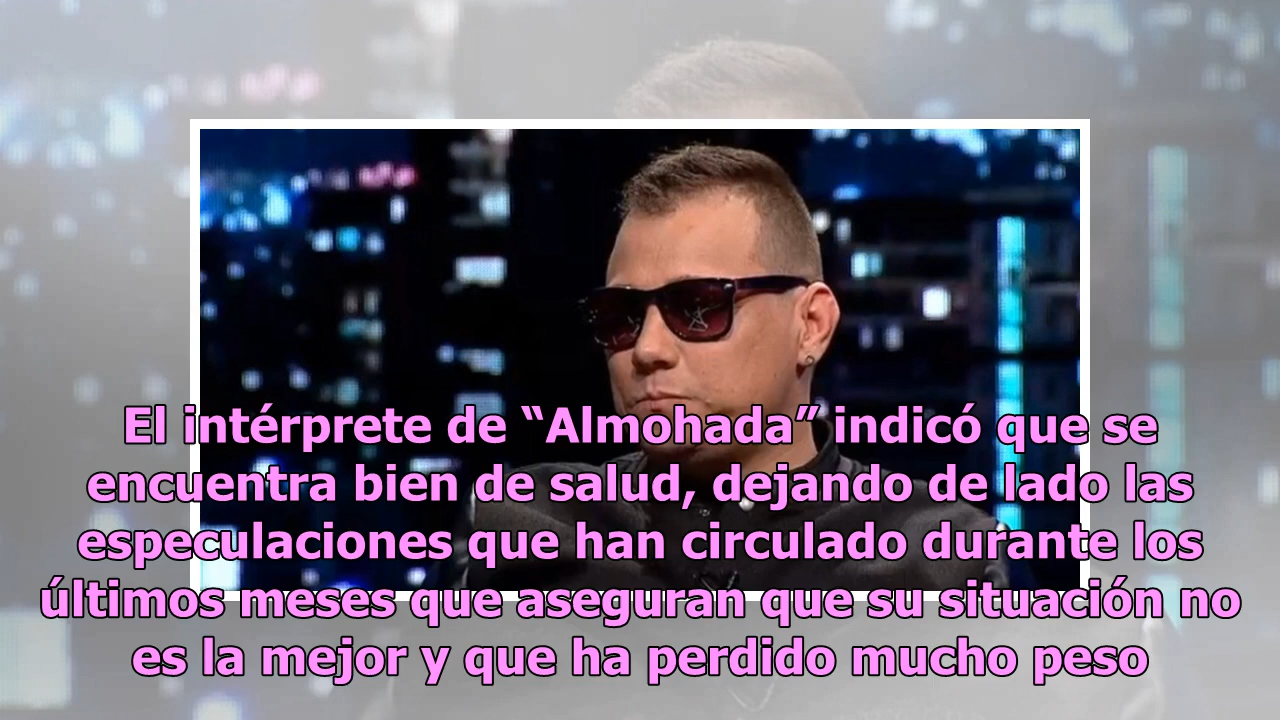 El intérprete de “Almohada” indicó que se
encuentra bien de salud, dejando de lado las
especulaciones que han circulado durante los
últimos meses que aseguran que su situación no
es la mejor y que ha perdido mucho peso